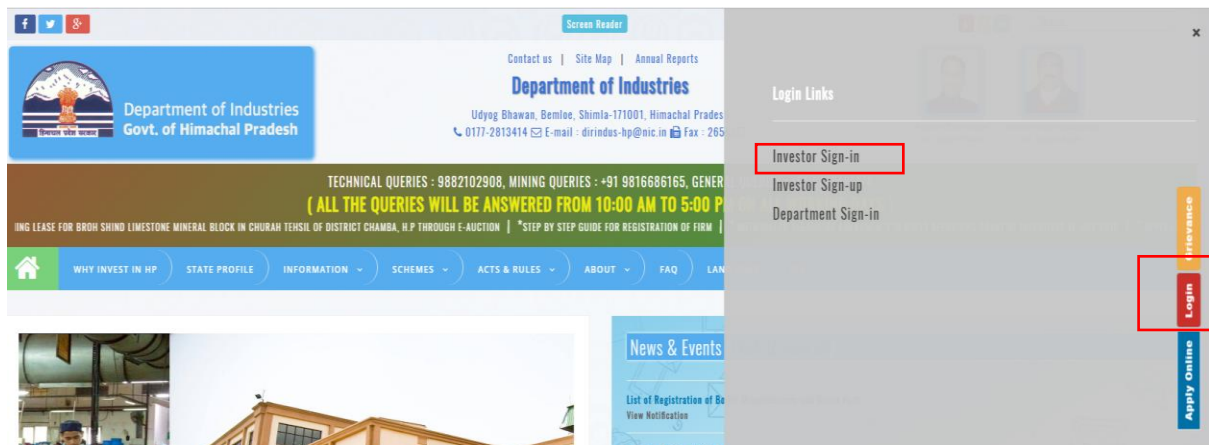 Screen Reader
Contact us | Site Map | Annual Reports
Department of Industries
Udyog Bhawan, Bemloe, Shimla-171001, Himachal Prades
0177-2813414 E-mail : dirindus-hp@nic.in Fax : 265
Department of Industries
Govt. of Himachal Pradesh
हिमाचल प्रदेश सरकार
TECHNICAL QUERIES : 9882102908, MINING QUERIES : +91 9816686165, GENER
( ALL THE QUERIES WILL BE ANSWERED FROM 10:00 AM TO 5:00 P
ING LEASE FOR BROH SHIND LIMESTONE MINERAL BLOCK IN CHURAH TEHSIL OF DISTRICT CHAMBA, H.P THROUGH E-AUCTION | *STEP BY STEP GUIDE FOR REGISTRATION OF FIRM |
WHY INVEST IN HP STATE PROFILE INFORMATION SCHEMES ACTS & RULES ABOUT FAQ LAN
News & Events
List of Registration of Bo
View Notification
x
Login Links
Investor Sign-in
Investor Sign-up
Department Sign-in
Grievance
Login
Apply Online